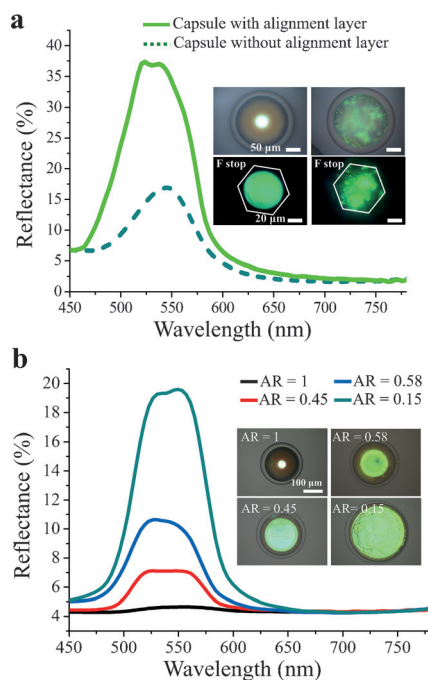 a
Capsule with alignment layer
Capsule without alignment layer
40
35
30
25
20
15
10
5
0
Reflectance (%)
50 μm
F stop
20 μm
F stop
450 500 550 600 650 700 750
Wavelength (nm)
b
AR = 1 AR = 0.58
AR = 0.45 AR = 0.15
20
18
16
14
12
10
8
6
4
2
Reflectance (%)
AR = 1
100 μm
AR = 0.58
AR = 0.45
AR= 0.15
450 500 550 600 650 700 750
Wavelength (nm)